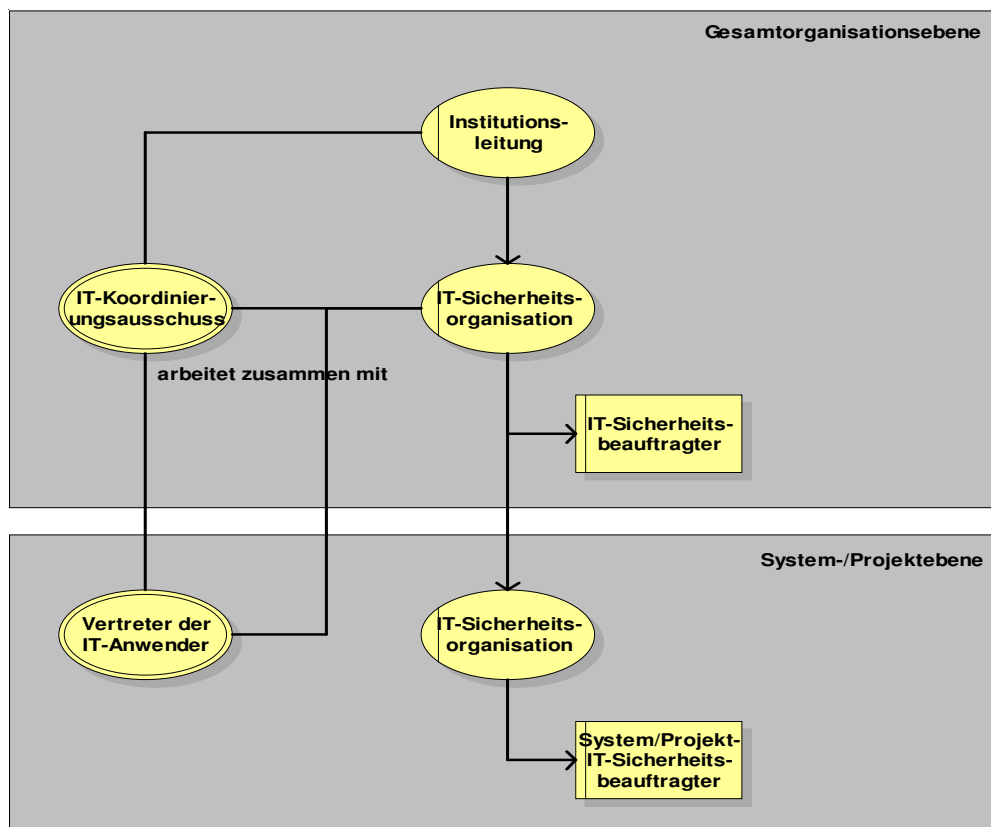 Gesamtorganisationsebene
Institutions-
leitung
IT-Koordinier-
ungsausschuss
IT-Sicherheits-
organisation
arbeitet zusammen mit
IT-Sicherheits-
beauftragter
System-/Projektebene
Vertreter der
IT-Anwender
IT-Sicherheits-
organisation
System/Projekt-
IT-Sicherheits-
beauftragter